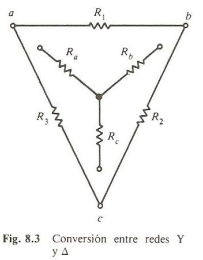 a
R1
b
Ra
Rb
R3
Rc
R2
c
Fig. 8.3 Conversión entre redes Y
y Δ